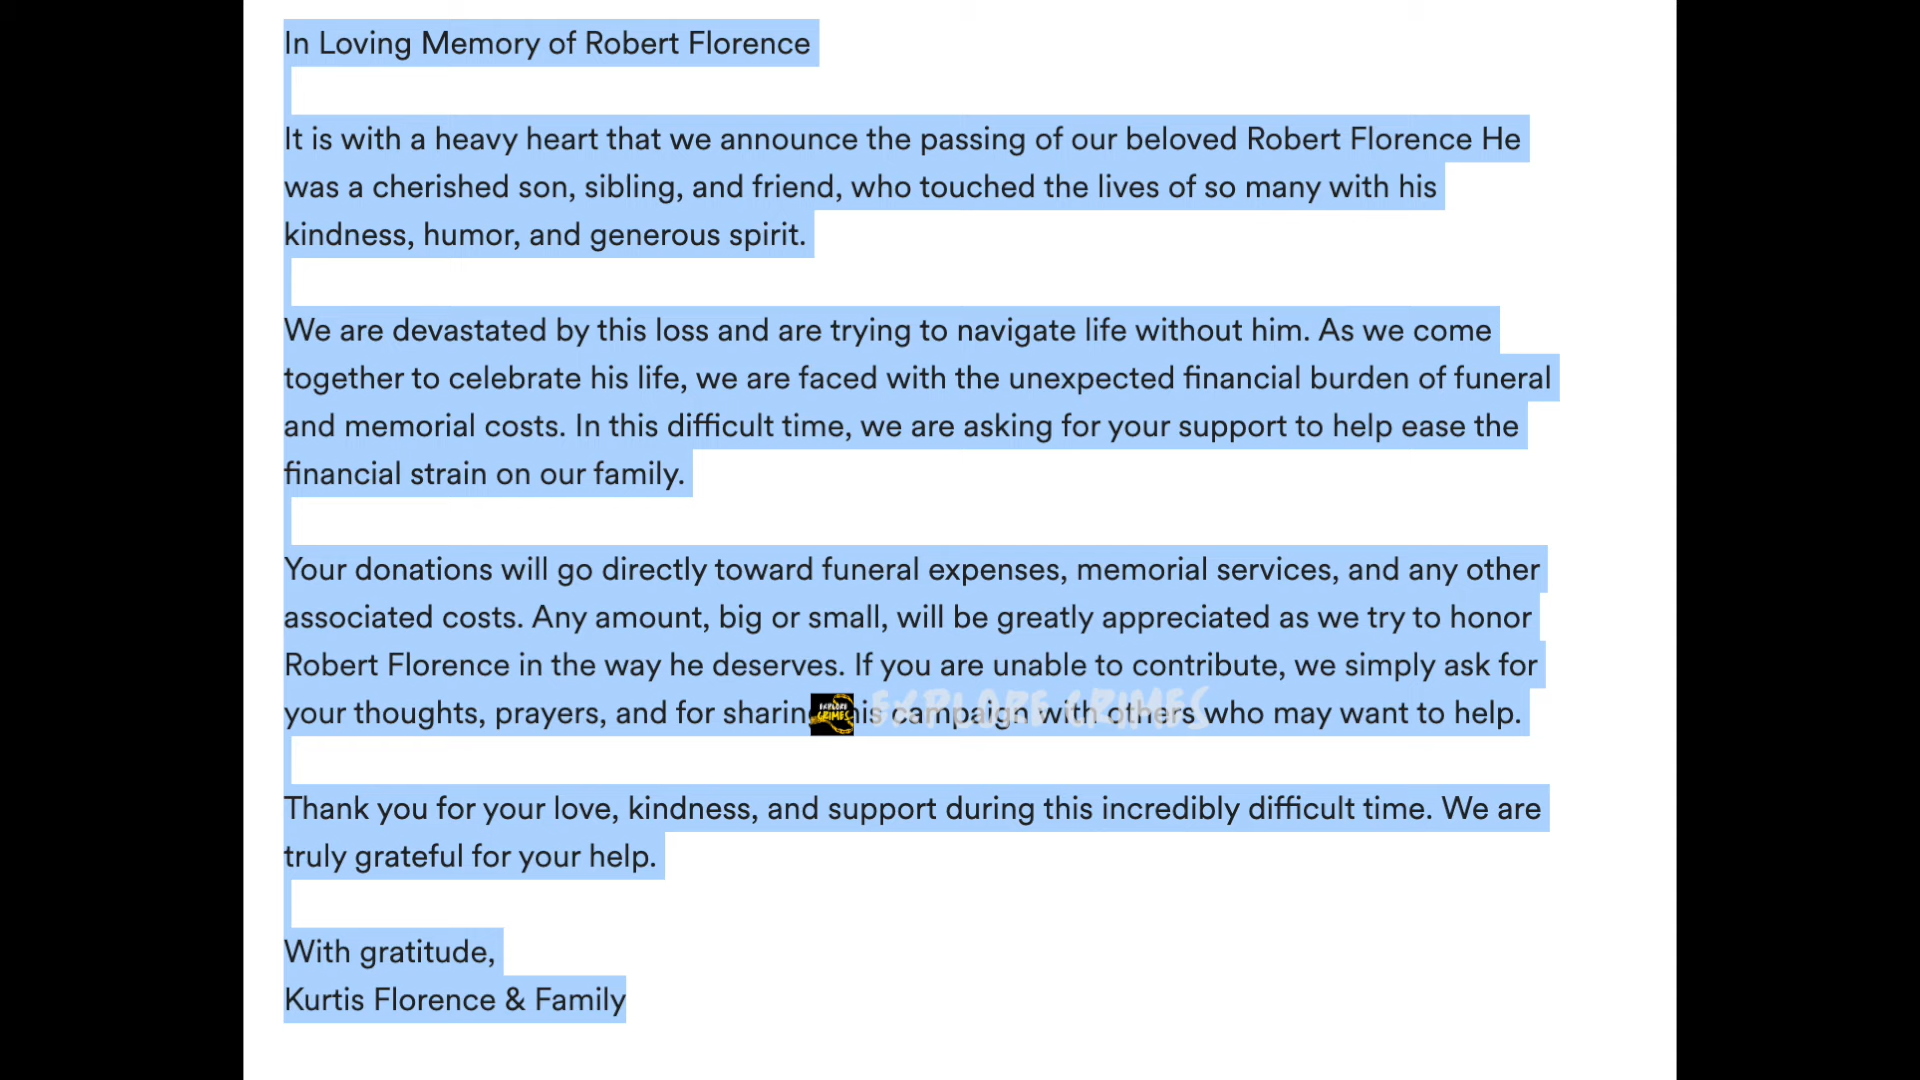 In Loving Memory of Robert Florence
It is with a heavy heart that we announce the passing of our beloved Robert Florence He
was a cherished son, sibling, and friend, who touched the lives of so many with his
kindness, humor, and generous spirit.
We are devastated by this loss and are trying to navigate life without him. As we come
together to celebrate his life, we are faced with the unexpected financial burden of funeral
and memorial costs. In this difficult time, we are asking for your support to help ease the
financial strain on our family.
Your donations will go directly toward funeral expenses, memorial services, and any other
associated costs. Any amount, big or small, will be greatly appreciated as we try to honor
Robert Florence in the way he deserves. If you are unable to contribute, we simply ask for
your thoughts, prayers, and for sharing this campaign with others who may want to help.
EXPLORE CRIMES
EXPLORE CRIMES
Thank you for your love, kindness, and support during this incredibly difficult time. We are
truly grateful for your help.
With gratitude,
Kurtis Florence & Family